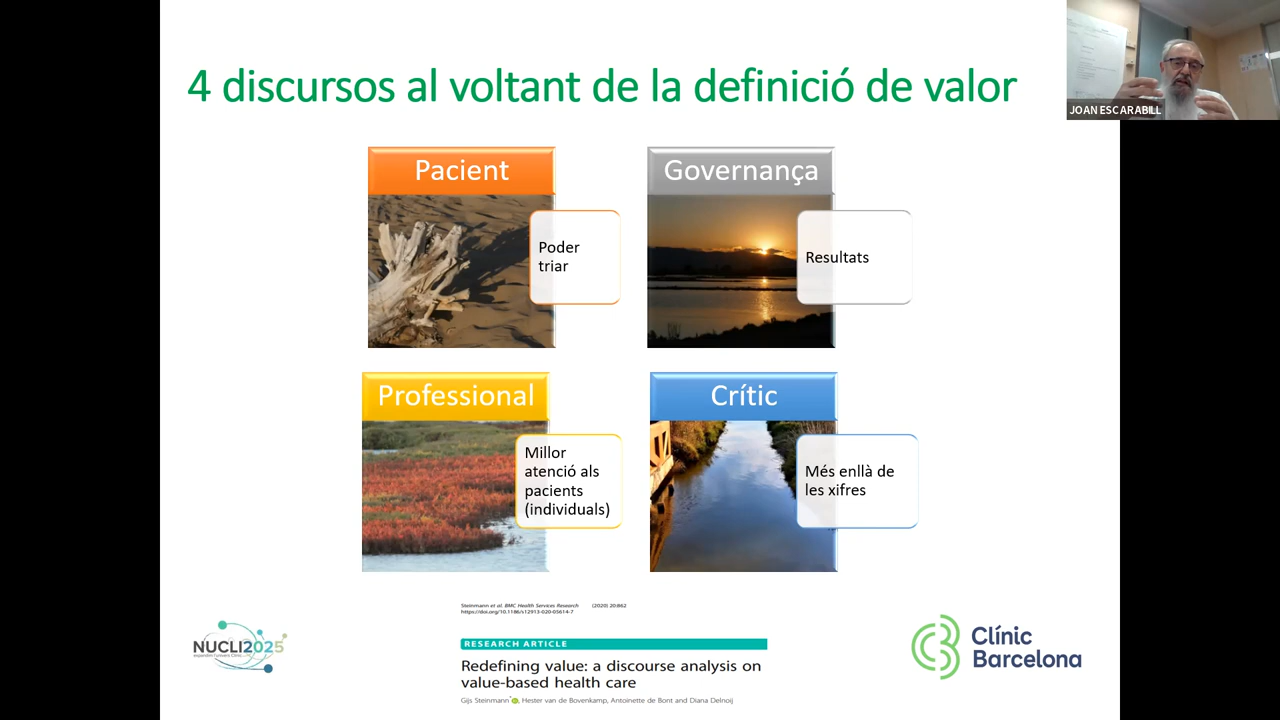 4 discursos al voltant de la definició de valor
JOAN ESCARABILL
Pacient
Poder
triar
Governança
Resultats
Professional
Millor
atenció als
pacients
(individuals)
Crític
Més enllà de
les xifres
Steinmann et al. BMC Health Services Research (2020) 20:862
https://doi.org/10.1186/s12913-020-05614-7
RESEARCH ARTICLE
Redefining value: a discourse analysis on
value-based health care
Gijs Steinmann*, Hester van de Bovenkamp, Antoinette de Bont and Diana Delnoij
NUCLI2025
Clínic
Barcelona